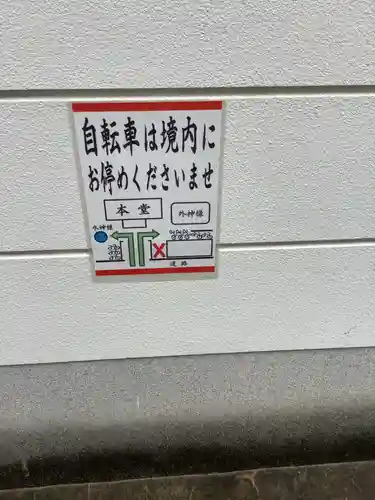 自転車は境内に
お停めくださいませ
本堂
外神様
外神様
道路